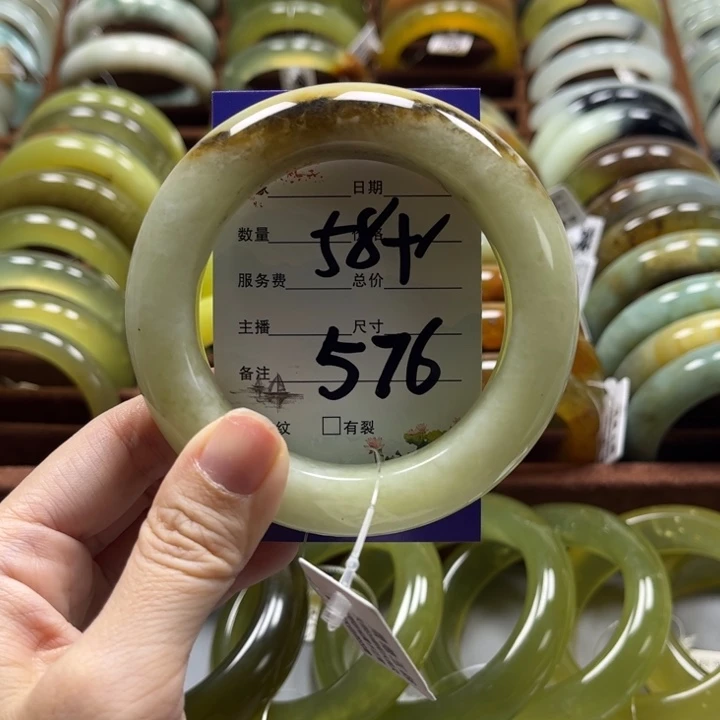 日期
数量 58+
服务费 总价
主播 尺寸
备注 576
纹 □有裂